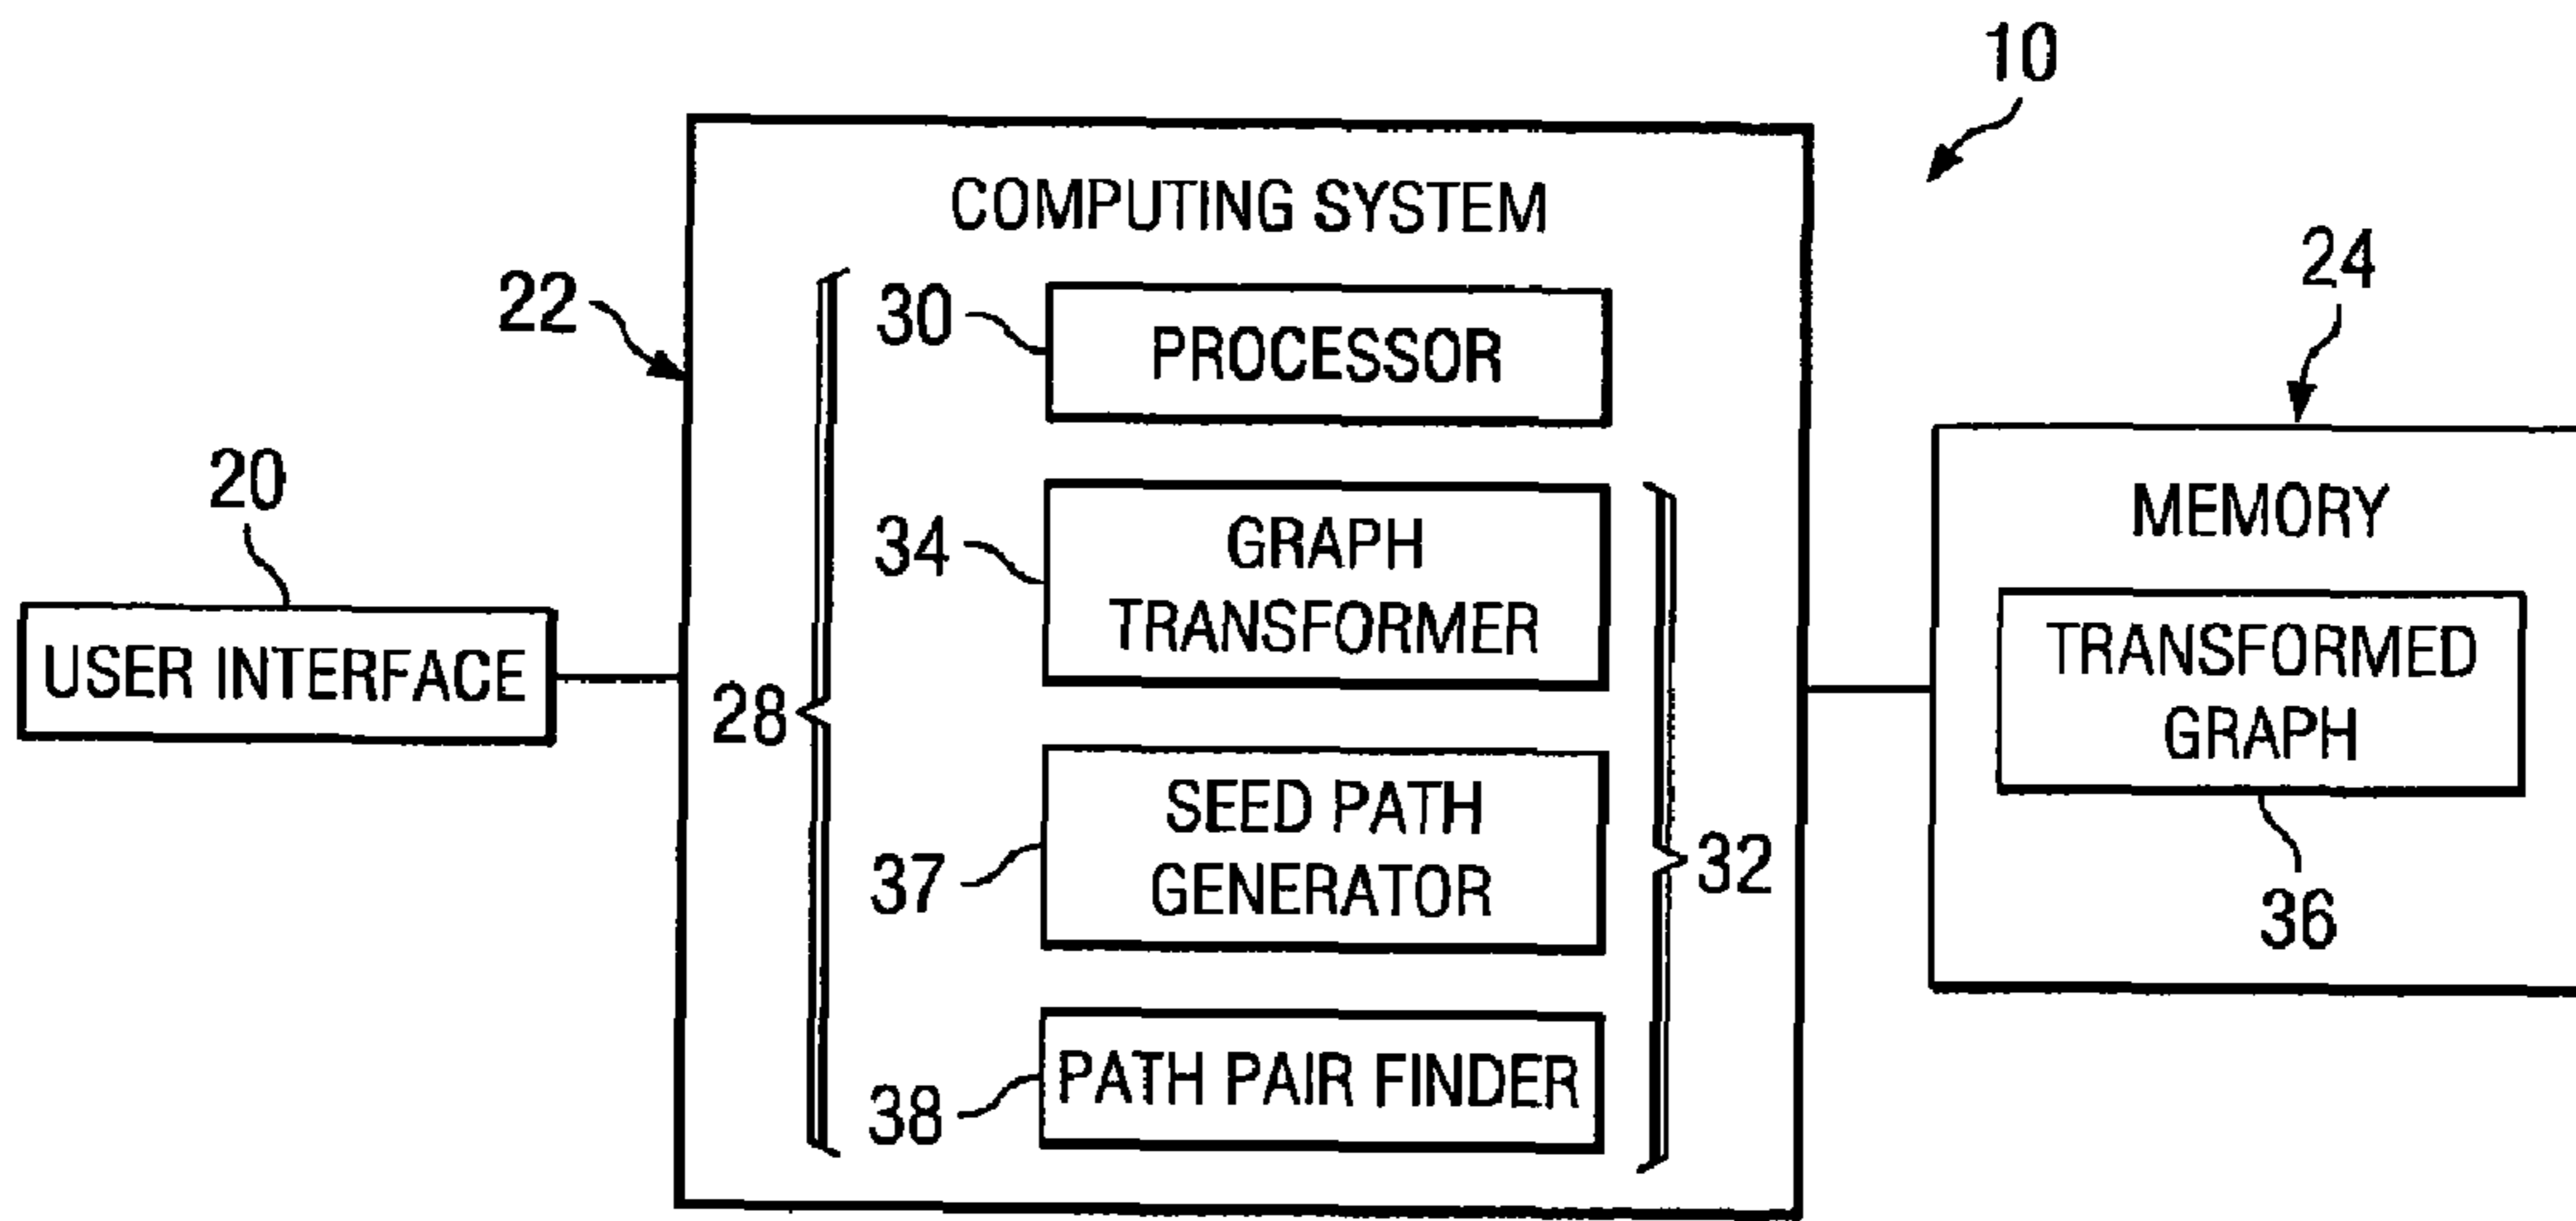 10
COMPUTING SYSTEM
22
24
30
PROCESSOR
20
34
GRAPH
TRANSFORMER
MEMORY
USER INTERFACE
28
TRANSFORMED
GRAPH
37
SEED PATH
GENERATOR
32
36
38
PATH PAIR FINDER